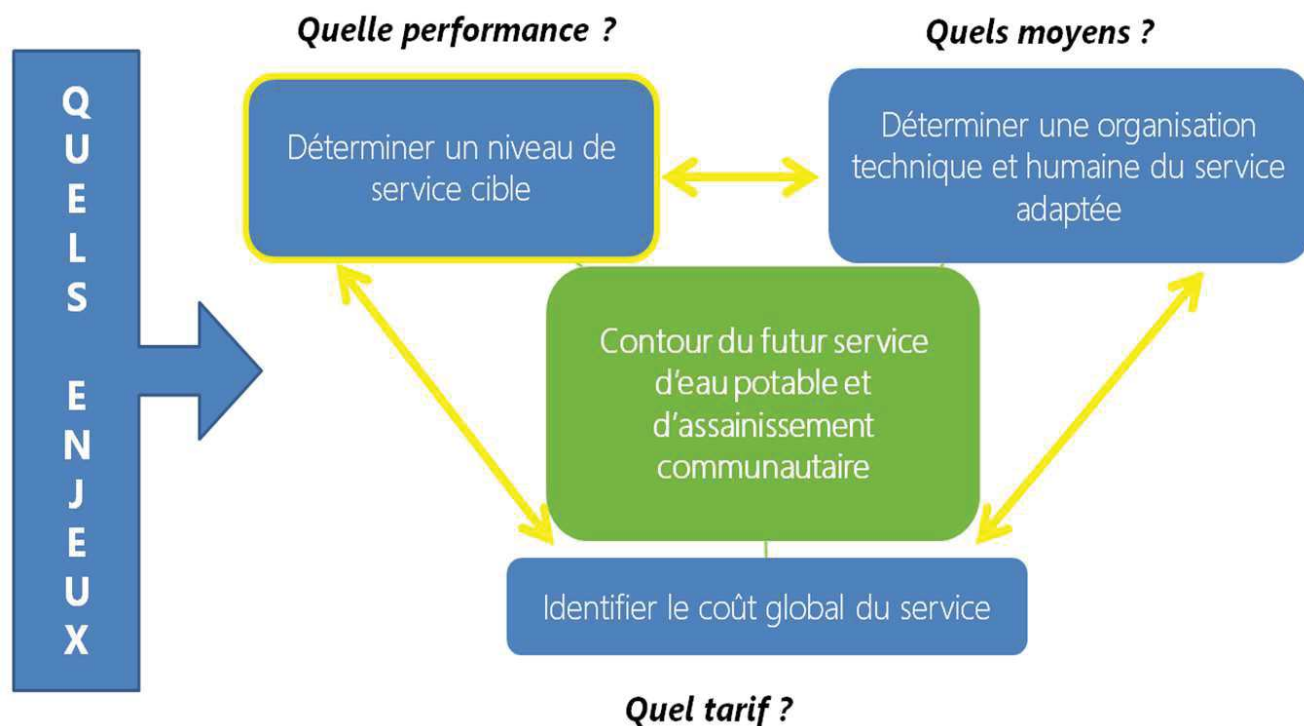 QUELS ENJEUX
Quelle performance ?
Quels moyens ?
Déterminer un niveau de
service cible
Déterminer une organisation
technique et humaine du service
adaptée
Contour du futur service
d'eau potable et
d'assainissement
communautaire
Identifier le coût global du service
Quel tarif ?